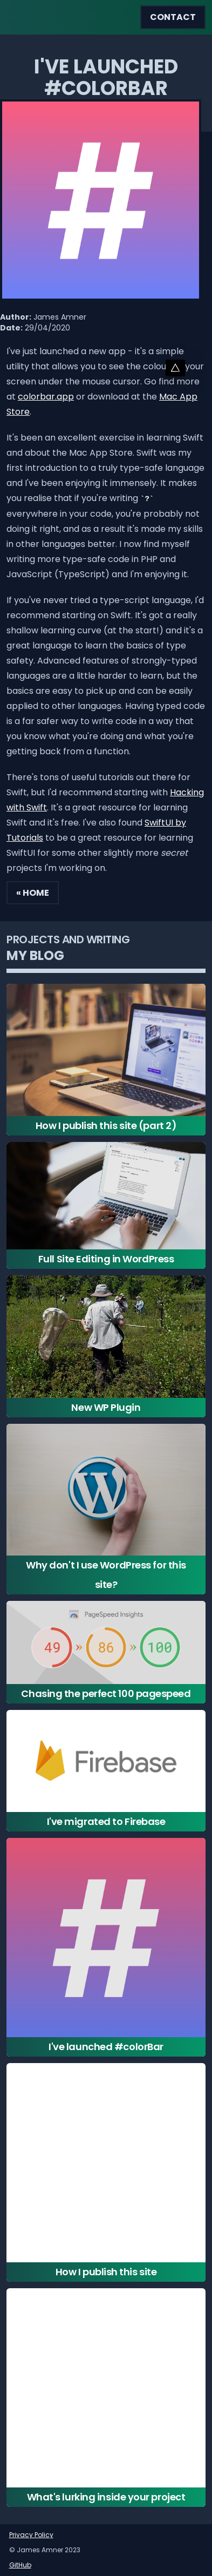 CONTACT
I'VE LAUNCHED
#COLORBAR
#
Author: James Amner
Date: 29/04/2020
I've just launched a new app - it's a simple
utility that allows you to see the color of your
screen under the mouse cursor. Go find it
at colorbar.app or download at the Mac App
Store.
It's been an excellent exercise in learning Swift
and about the Mac App Store. Swift was my
first introduction to a truly type-safe language
and I've been enjoying it immensely. It makes
you realise that if you're writing `?`
everywhere in your code, you're probably not
doing it right, and as a result it's made my skills
in other languages better. I now find myself
writing more type-safe code in PHP and
JavaScript (TypeScript) and I'm enjoying it.
If you've never tried a type-script language, I'd
recommend starting on Swift. It's got a really
shallow learning curve (at the start!) and it's a
great language to learn the basics of type
safety. Advanced features of strongly-typed
languages are a little harder to learn, but the
basics are easy to pick up and can be easily
applied to other languages. Having typed code
is a far safer way to write code in a way that
you know what you're doing and what you're
getting back from a function.
There's tons of useful tutorials out there for
Swift, but I'd recommend starting with Hacking
with Swift. It's a great resource for learning
Swift and it's free. I've also found SwiftUI by
Tutorials to be a great resource for learning
SwiftUI for some other slightly more secret
projects I'm working on.
« HOME
PROJECTS AND WRITING
MY BLOG
How I publish this site (part 2)
Full Site Editing in WordPress
New WP Plugin
Why don't I use WordPress for this
site?
PageSpeed Insights
49 » 86 » 100
Chasing the perfect 100 pagespeed
Firebase
I've migrated to Firebase
#
I've launched #colorBar
How I publish this site
What's lurking inside your project
Privacy Policy
© James Amner 2023
GitHub